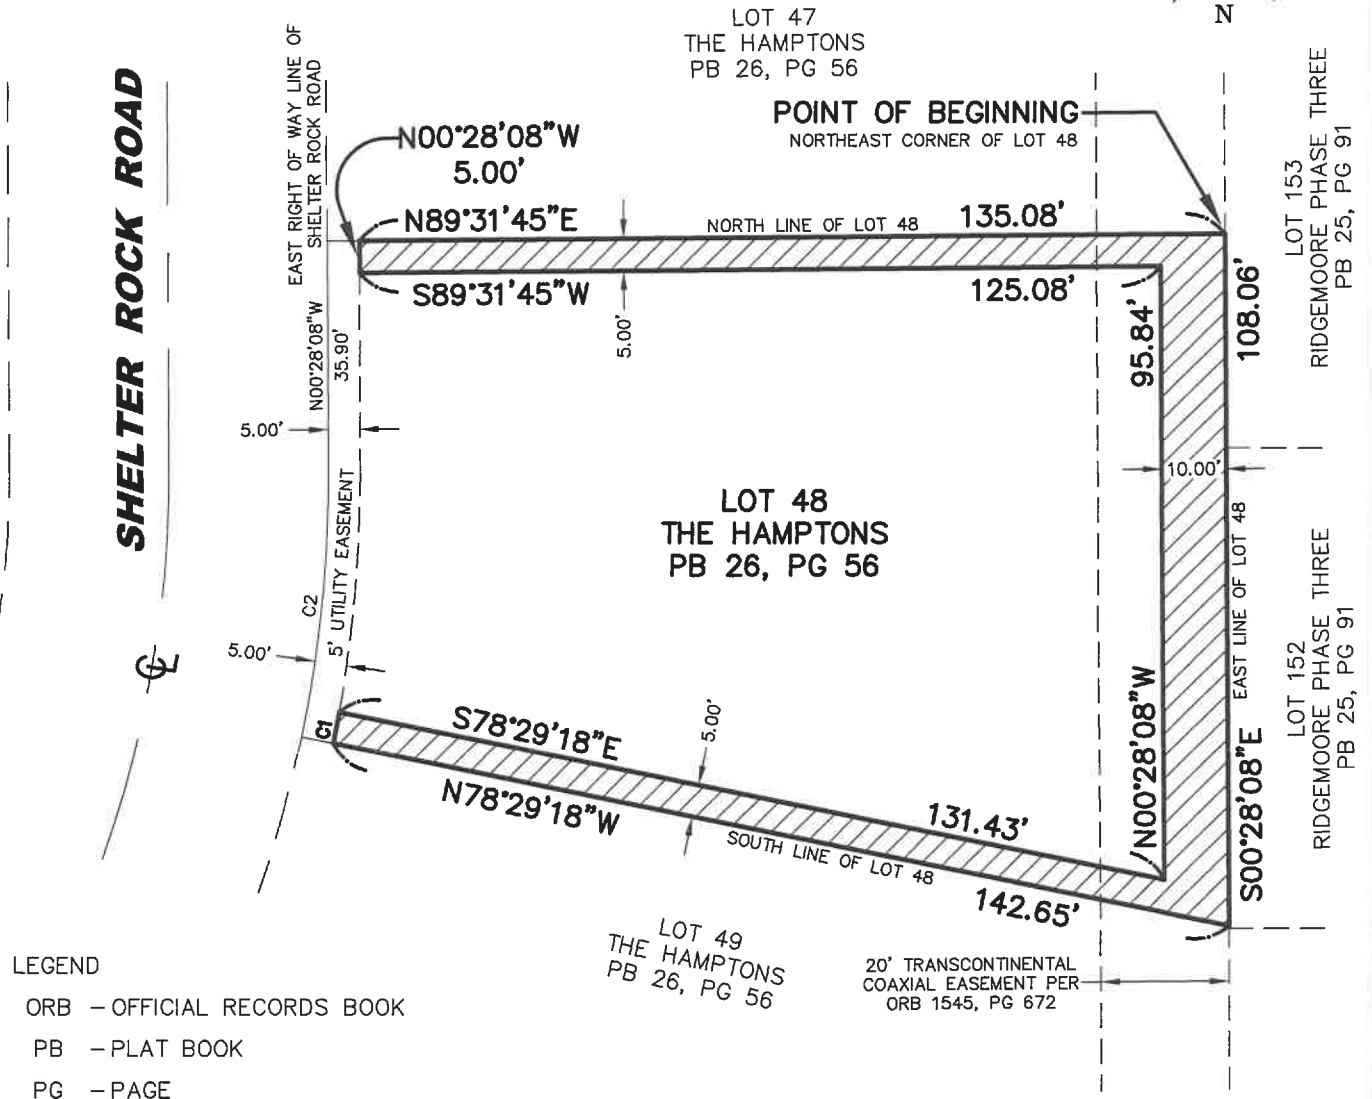 N
LOT 47
THE HAMPTONS
PB 26, PG 56
POINT OF BEGINNING
NORTHEAST CORNER OF LOT 48
EAST RIGHT OF WAY LINE OF
SHELTER ROCK ROAD
SHELTER ROCK ROAD
N00°28'08"W
5.00'
N89°31'45"E
NORTH LINE OF LOT 48
135.08'
S89°31'45"W
125.08'
5.00'
N00°28'08"W
35.90'
95.84'
108.06'
LOT 153
RIDGEMOORE PHASE THREE
PB 25, PG 91
5.00'
10.00'
LOT 48
THE HAMPTONS
PB 26, PG 56
5' UTILITY EASEMENT
C2
5.00'
C1
℄
EAST LINE OF LOT 48
LOT 152
RIDGEMOORE PHASE THREE
PB 25, PG 91
S78°29'18"E
5.00'
N78°29'18"W
131.43'
SOUTH LINE OF LOT 48
142.65'
N00°28'08"W
S00°28'08"E
LOT 49
THE HAMPTONS
PB 26, PG 56
20' TRANSCONTINENTAL
COAXIAL EASEMENT PER
ORB 1545, PG 672
LEGEND
ORB – OFFICIAL RECORDS BOOK
PB – PLAT BOOK
PG – PAGE